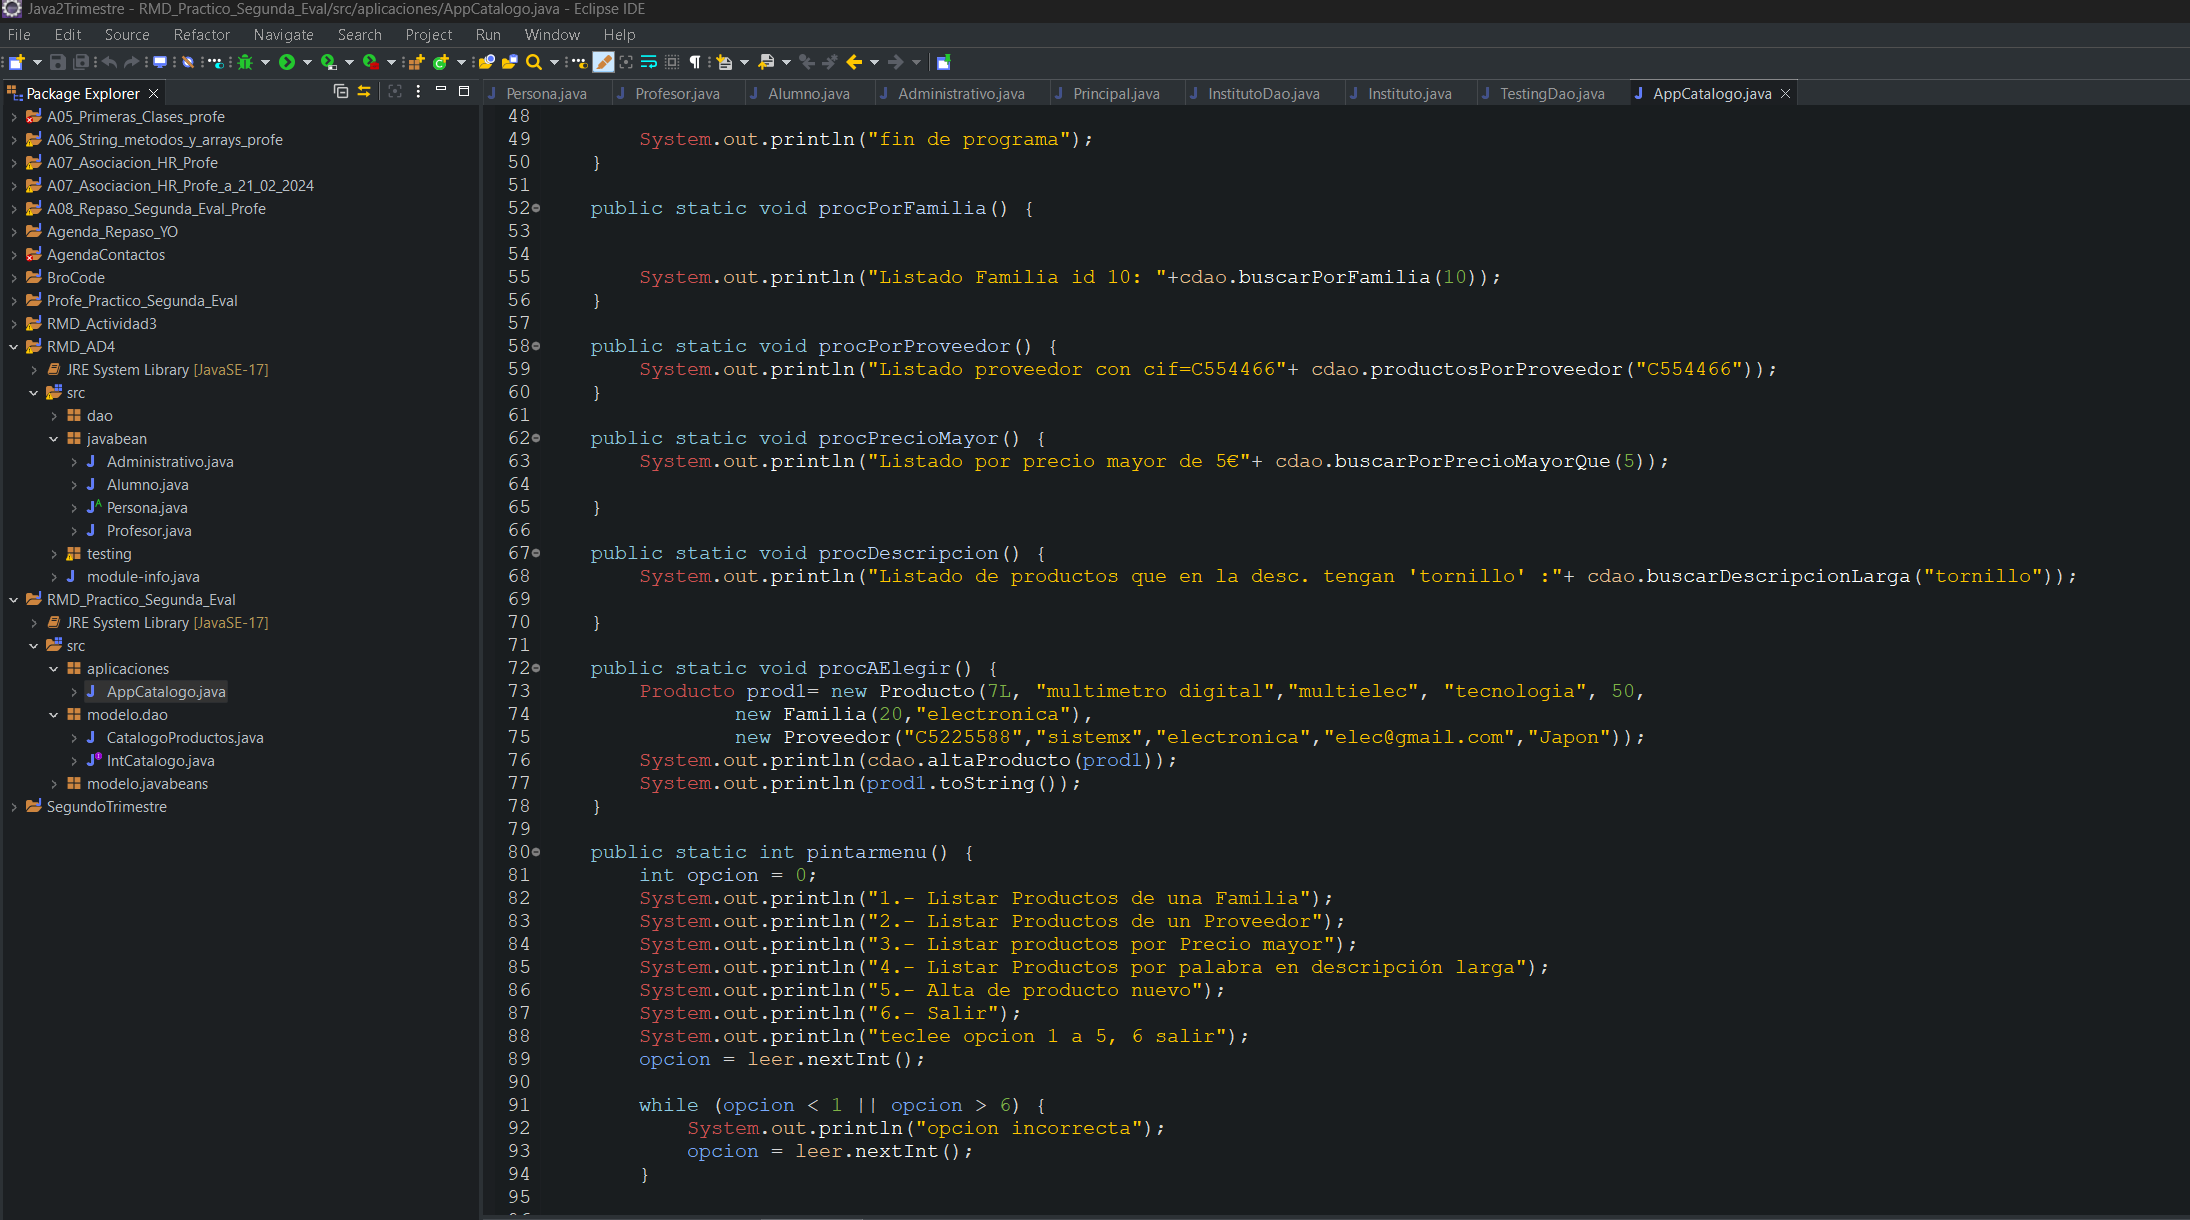 Java2Trimestre - RMD_Practico_Segunda_Eval/src/aplicaciones/AppCatalogo.java - Eclipse IDE
File Edit Source Refactor Navigate Search Project Run Window Help
Package Explorer
A05_Primeras_Clases_profe
A06_String_metodos_y_arrays_profe
A07_Asociacion_HR_Profe
A07_Asociacion_HR_Profe_a_21_02_2024
A08_Repaso_Segunda_Eval_Profe
Agenda_Repaso_YO
AgendaContactos
BroCode
Profe_Practico_Segunda_Eval
RMD_Actividad3
RMD_AD4
JRE System Library [JavaSE-17]
src
dao
javabean
Administrativo.java
Alumno.java
Persona.java
Profesor.java
testing
module-info.java
RMD_Practico_Segunda_Eval
JRE System Library [JavaSE-17]
src
aplicaciones
AppCatalogo.java
modelo.dao
CatalogoProductos.java
IntCatalogo.java
modelo.javabeans
SegundoTrimestre
Persona.java Profesor.java Alumno.java Administrativo.java Principal.java InstitutoDao.java Instituto.java TestingDao.java AppCatalogo.java
48
49 System.out.println("fin de programa");
50 }
51
52 public static void procPorFamilia() {
53
54
55 System.out.println("Listado Familia id 10: "+cdao.buscarPorFamilia(10));
56 }
57
58 public static void procPorProveedor() {
59 System.out.println("Listado proveedor con cif=C554466"+ cdao.productosPorProveedor("C554466"));
60 }
61
62 public static void procPrecioMayor() {
63 System.out.println("Listado por precio mayor de 5€"+ cdao.buscarPorPrecioMayorQue(5));
64
65 }
66
67 public static void procDescripcion() {
68 System.out.println("Listado de productos que en la desc. tengan 'tornillo' :"+ cdao.buscarDescripcionLarga("tornillo"));
69
70 }
71
72 public static void procAElegir() {
73 Producto prod1= new Producto(7L, "multimetro digital","multielec", "tecnologia", 50,
74 new Familia(20,"electronica"),
75 new Proveedor("C5225588","sistemx","electronica","elec@gmail.com","Japon"));
76 System.out.println(cdao.altaProducto(prod1));
77 System.out.println(prod1.toString());
78 }
79
80 public static int pintarmenu() {
81 int opcion = 0;
82 System.out.println("1.- Listar Productos de una Familia");
83 System.out.println("2.- Listar Productos de un Proveedor");
84 System.out.println("3.- Listar productos por Precio mayor");
85 System.out.println("4.- Listar Productos por palabra en descripción larga");
86 System.out.println("5.- Alta de producto nuevo");
87 System.out.println("6.- Salir");
88 System.out.println("teclee opcion 1 a 5, 6 salir");
89 opcion = leer.nextInt();
90
91 while (opcion < 1 || opcion > 6) {
92 System.out.println("opcion incorrecta");
93 opcion = leer.nextInt();
94 }
95